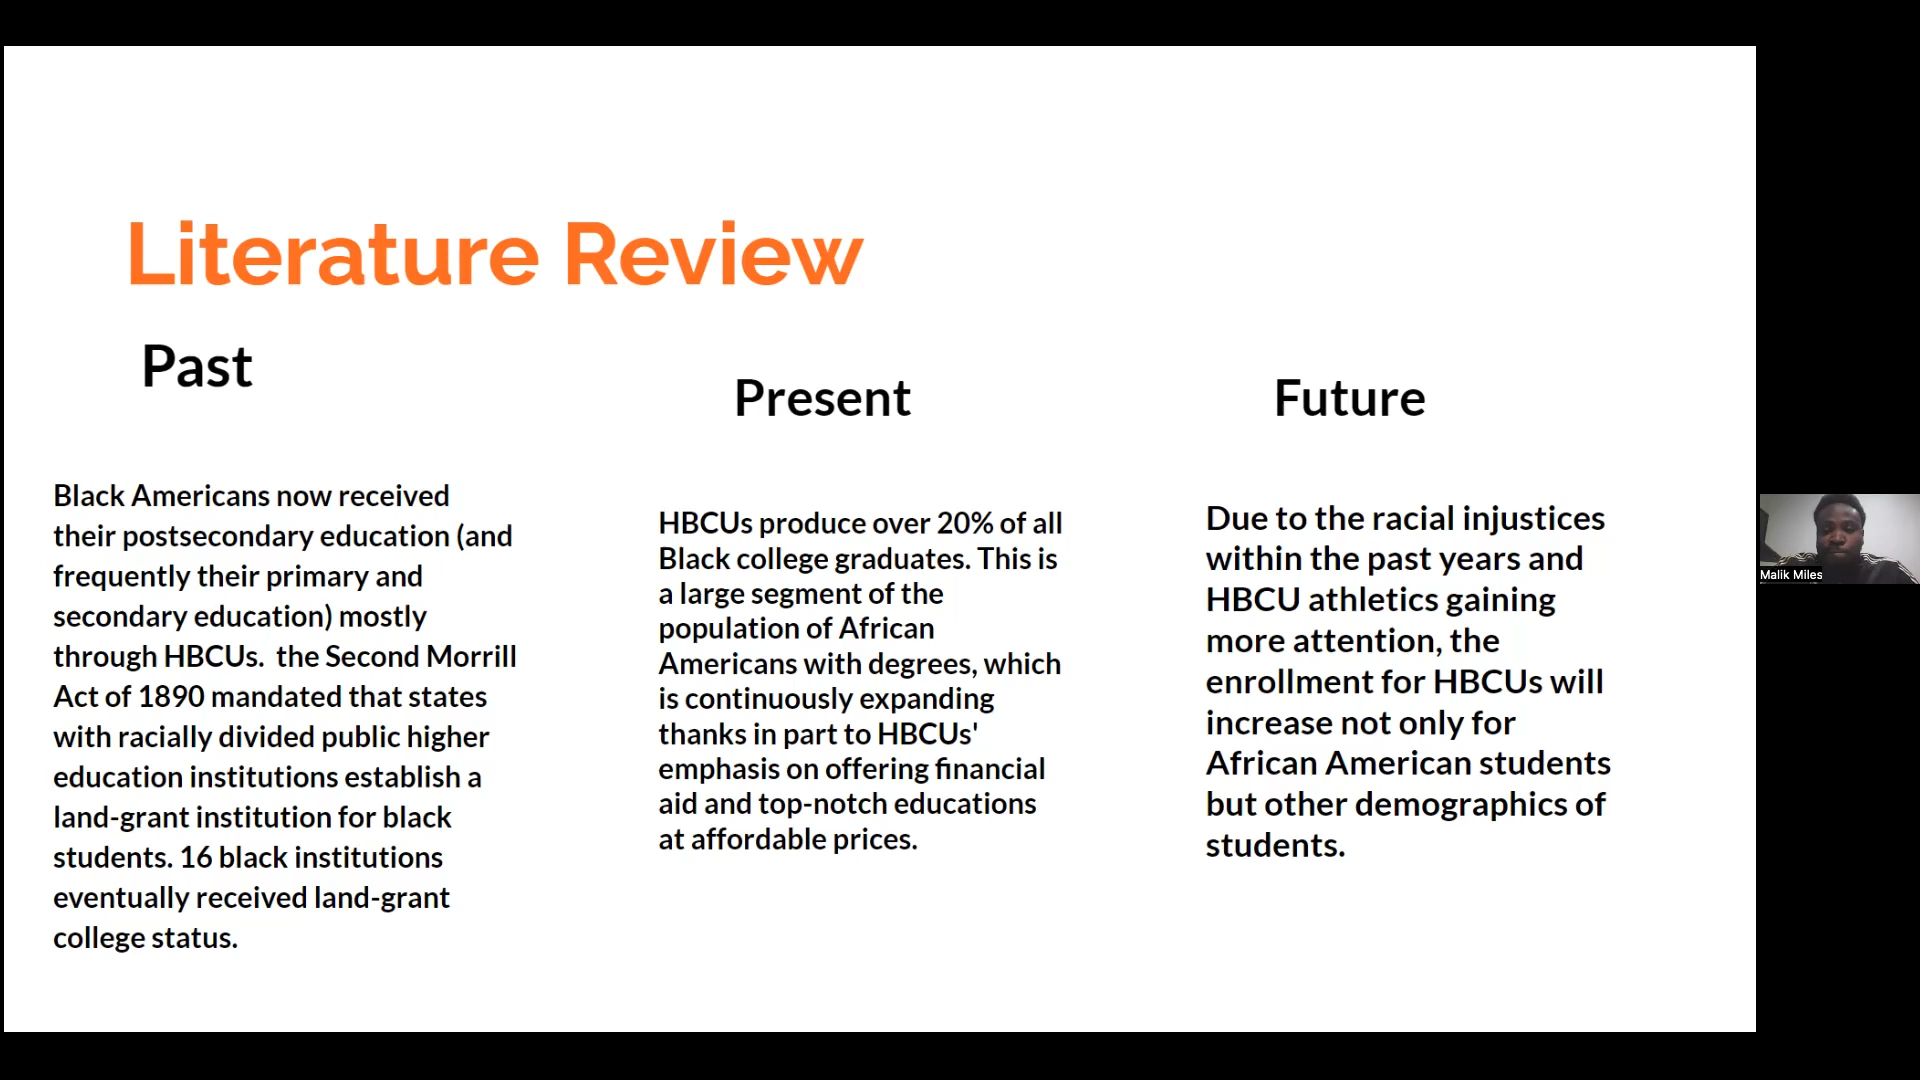 Literature Review
Past
Black Americans now received
their postsecondary education (and
frequently their primary and
secondary education) mostly
through HBCUs.  the Second Morrill
Act of 1890 mandated that states
with racially divided public higher
education institutions establish a
land-grant institution for black
students. 16 black institutions
eventually received land-grant
college status.
Present
HBCUs produce over 20% of all
Black college graduates. This is
a large segment of the
population of African
Americans with degrees, which
is continuously expanding
thanks in part to HBCUs'
emphasis on offering financial
aid and top-notch educations
at affordable prices.
Future
Due to the racial injustices
within the past years and
HBCU athletics gaining
more attention, the
enrollment for HBCUs will
increase not only for
African American students
but other demographics of
students.
Malik Miles